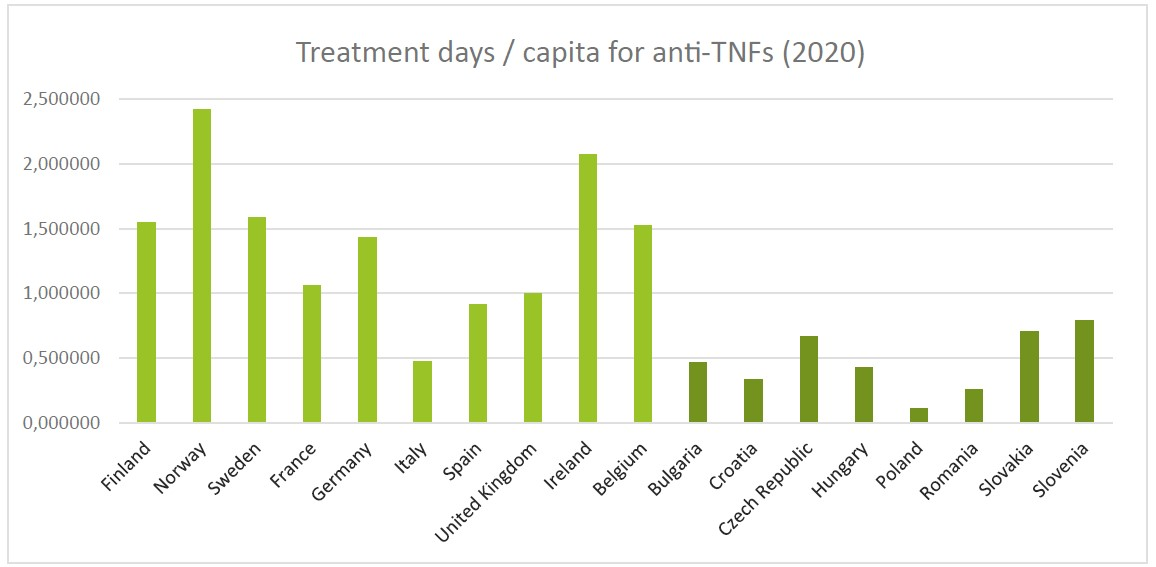 Treatment days / capita for anti-TNFs (2020)
2,500000
2,000000
1,500000
1,000000
0,500000
0,000000
Finland
Norway
Sweden
France
Germany
Italy
Spain
United Kingdom
Ireland
Belgium
Bulgaria
Croatia
Czech Republic
Hungary
Poland
Romania
Slovakia
Slovenia